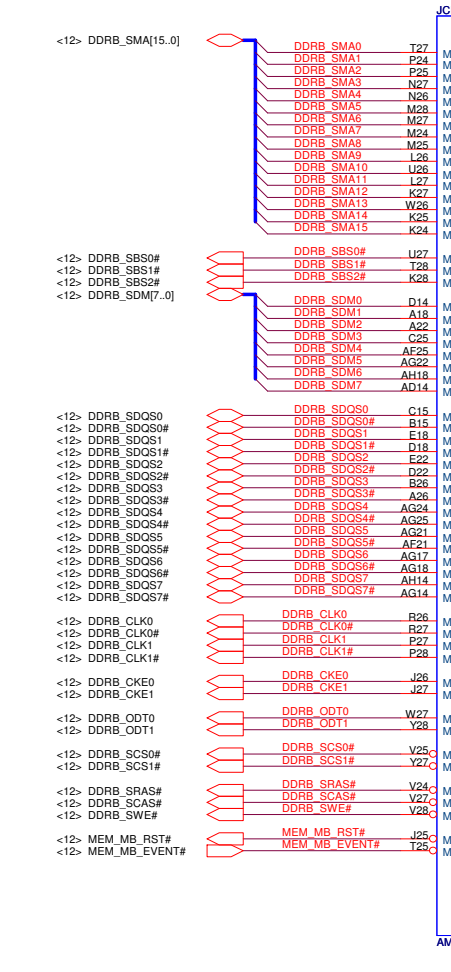 JC
<12> DDRB_SMA[15..0]
DDRB_SMA0 T27 M
DDRB_SMA1 P24 M
DDRB_SMA2 P25 M
DDRB_SMA3 N27 M
DDRB_SMA4 N26 M
DDRB_SMA5 M28 M
DDRB_SMA6 M27 M
DDRB_SMA7 M24 M
DDRB_SMA8 M25 M
DDRB_SMA9 L26 M
DDRB_SMA10 U26 M
DDRB_SMA11 L27 M
DDRB_SMA12 K27 M
DDRB_SMA13 W26 M
DDRB_SMA14 K25 M
DDRB_SMA15 K24 M
<12> DDRB_SBS0# DDRB_SBS0# U27 M
<12> DDRB_SBS1# DDRB_SBS1# T28 M
<12> DDRB_SBS2# DDRB_SBS2# K28 M
<12> DDRB_SDM[7..0]
DDRB_SDM0 D14 M
DDRB_SDM1 A18 M
DDRB_SDM2 A22 M
DDRB_SDM3 C25 M
DDRB_SDM4 AF25 M
DDRB_SDM5 AG22 M
DDRB_SDM6 AH18 M
DDRB_SDM7 AD14 M
<12> DDRB_SDQS0 DDRB_SDQS0 C15 M
<12> DDRB_SDQS0# DDRB_SDQS0# B15 M
<12> DDRB_SDQS1 DDRB_SDQS1 E18 M
<12> DDRB_SDQS1# DDRB_SDQS1# D18 M
<12> DDRB_SDQS2 DDRB_SDQS2 E22 M
<12> DDRB_SDQS2# DDRB_SDQS2# D22 M
<12> DDRB_SDQS3 DDRB_SDQS3 B26 M
<12> DDRB_SDQS3# DDRB_SDQS3# A26 M
<12> DDRB_SDQS4 DDRB_SDQS4 AG24 M
<12> DDRB_SDQS4# DDRB_SDQS4# AG25 M
<12> DDRB_SDQS5 DDRB_SDQS5 AG21 M
<12> DDRB_SDQS5# DDRB_SDQS5# AF21 M
<12> DDRB_SDQS6 DDRB_SDQS6 AG17 M
<12> DDRB_SDQS6# DDRB_SDQS6# AG18 M
<12> DDRB_SDQS7 DDRB_SDQS7 AH14 M
<12> DDRB_SDQS7# DDRB_SDQS7# AG14 M
<12> DDRB_CLK0 DDRB_CLK0 R26 M
<12> DDRB_CLK0# DDRB_CLK0# R27 M
<12> DDRB_CLK1 DDRB_CLK1 P27 M
<12> DDRB_CLK1# DDRB_CLK1# P28 M
<12> DDRB_CKE0 DDRB_CKE0 J26 M
<12> DDRB_CKE1 DDRB_CKE1 J27 M
<12> DDRB_ODT0 DDRB_ODT0 W27 M
<12> DDRB_ODT1 DDRB_ODT1 Y28 M
<12> DDRB_SCS0# DDRB_SCS0# V25 M
<12> DDRB_SCS1# DDRB_SCS1# Y27 M
<12> DDRB_SRAS# DDRB_SRAS# V24 M
<12> DDRB_SCAS# DDRB_SCAS# V27 M
<12> DDRB_SWE# DDRB_SWE# V28 M
<12> MEM_MB_RST# MEM_MB_RST# J25 M
<12> MEM_MB_EVENT# MEM_MB_EVENT# T25 M
AM